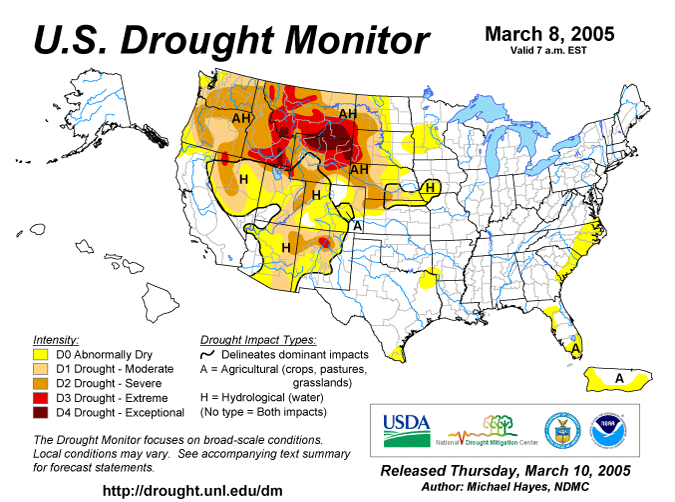 U.S. Drought Monitor
March 8, 2005
Valid 7 a.m. EST
AH
AH
AH
H
H
H
H
A
A
A
Intensity:
D0 Abnormally Dry
D1 Drought - Moderate
D2 Drought - Severe
D3 Drought - Extreme
D4 Drought - Exceptional
Drought Impact Types:
Delineates dominant impacts
A = Agricultural (crops, pastures,
grasslands)
H = Hydrological (water)
(No type = Both impacts)
The Drought Monitor focuses on broad-scale conditions.
Local conditions may vary. See accompanying text summary
for forecast statements.
http://drought.unl.edu/dm
USDA
National Drought Mitigation Center
NOAA
Released Thursday, March 10, 2005
Author: Michael Hayes, NDMC